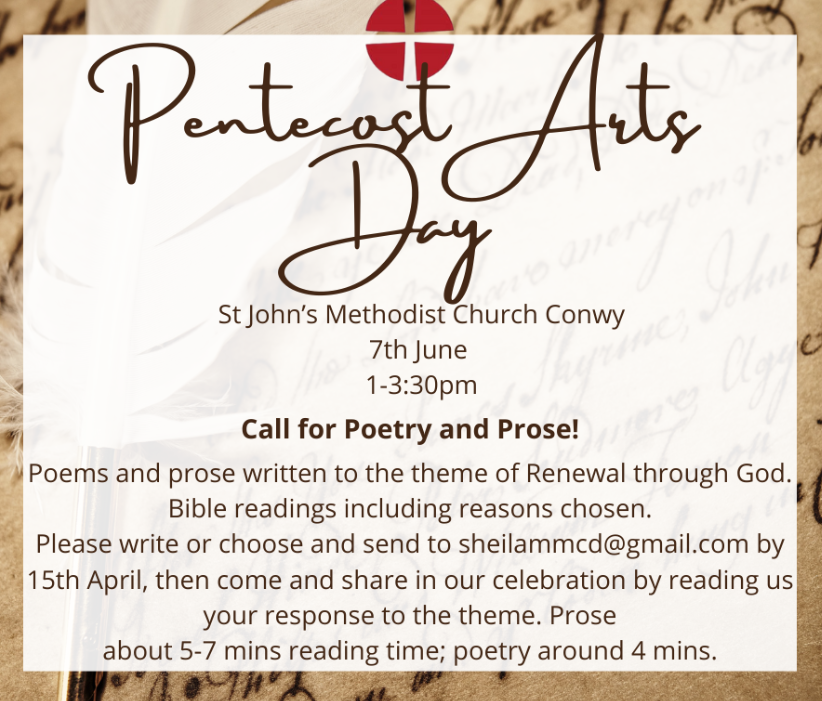 Pentecost Arts
Day
St John’s Methodist Church Conwy
7th June
1-3:30pm
Call for Poetry and Prose!
Poems and prose written to the theme of Renewal through God.
Bible readings including reasons chosen.
Please write or choose and send to sheilammcd@gmail.com by
15th April, then come and share in our celebration by reading us
your response to the theme. Prose
about 5-7 mins reading time; poetry around 4 mins.